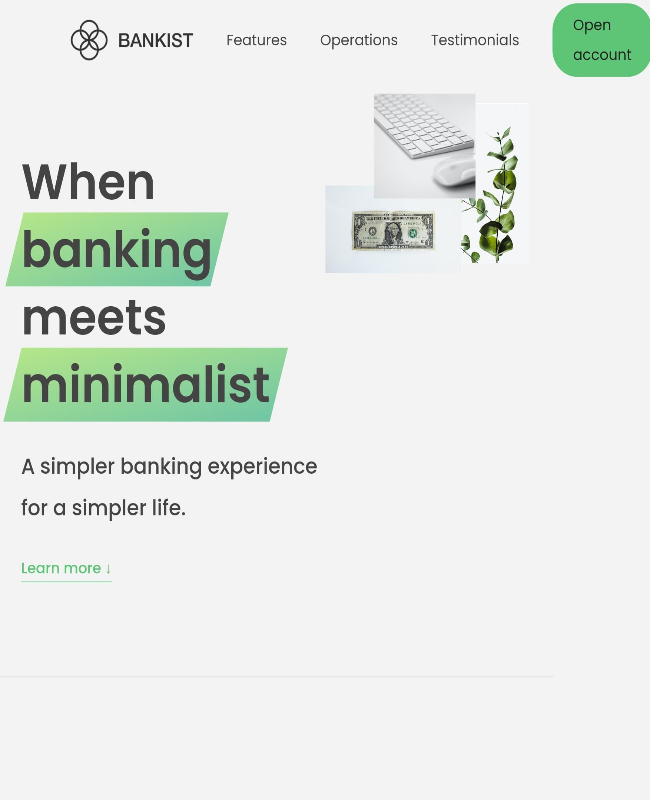 BANKIST
Features
Operations
Testimonials
Open
account
When
banking
meets
minimalist
A simpler banking experience
for a simpler life.
Learn more ↓